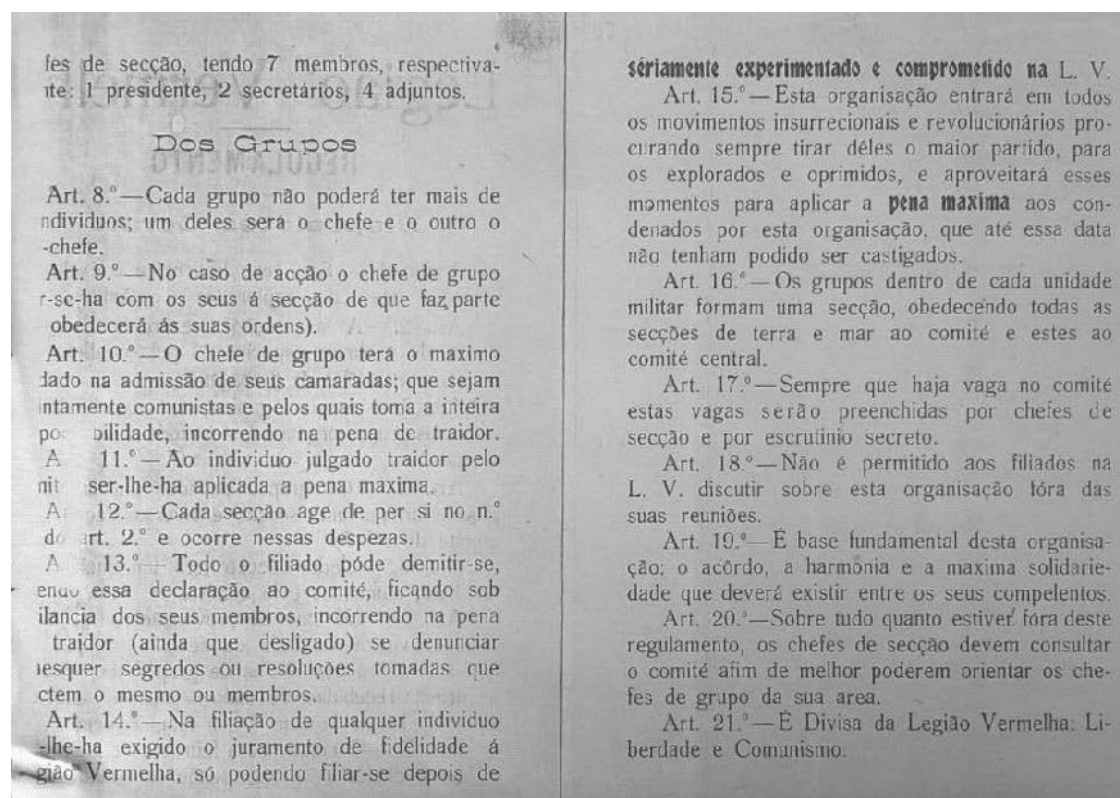 fes de secção, tendo 7 membros, respectiva-
ite: 1 presidente, 2 secretários, 4 adjuntos.
Dos Grupos
Art. 8.º—Cada grupo não poderá ter mais de
ndividuos; um deles sera o chefe e o outro o
-chefe.
Art. 9.º—No caso de acção o chefe de grupo
r-se-ha com os seus á secção de que faz parte
obedecerá ás suas ordens).
Art. 10.º—O chefe de grupo terá o maximo
dado na admissão de seus camaradas; que sejam
ntamente comunistas e pelos quais toma a inteira
po bilidade, incorrendo na pena de traidor.
A 11.º—Ao individuo julgado traidor pelo
nit ser-lhe-ha aplicada a pena maxima.
A 12.º—Cada secção age de per si no n.º
do art. 2.º e ocorre nessas despezas.
A 13.º— Todo o filiado póde demitir-se,
endo essa declaração ao comité, ficando sob
ilancia dos seus membros, incorrendo na pena
traidor (ainda que desligado) se denunciar
iesquer segredos ou resoluções tomadas que
ctem o mesmo ou membros.
Art. 14.º—Na filiação de qualquer individuo
-lhe-ha exigido o juramento de fidelidade á
gião Vermelha, só podendo filiar-se depois de
sériamente experimentado e comprometido na L. V.
Art. 15.º—Esta organisação entrará em todos
os movimentos insurrecionais e revolucionários pro-
curando sempre tirar dêles o maior partido, para
os explorados e oprimidos, e aproveitará esses
momentos para aplicar a pena maxima aos con-
denados por esta organisação, que até essa data
não tenham podido ser castigados.
Art. 16.º—Os grupos dentro de cada unidade
militar formam uma secção, obedecendo todas as
secções de terra e mar ao comité e estes ao
comité central.
Art. 17.º—Sempre que haja vaga no comité
estas vagas serão preenchidas por chefes de
secção e por escrutinio secreto.
Art. 18.º—Não é permitido aos filiados na
L. V. discutir sobre esta organisação fóra das
suas reuniões.
Art. 19.º—É base fundamental desta organisa-
ção: o acôrdo, a harmônia e a maxima solidarie-
dade que deverá existir entre os seus compelentos.
Art. 20.º—Sobre tudo quanto estiver fóra deste
regulamento, os chefes de secção devem consultar
o comité afim de melhor poderem orientar os che-
fes de grupo da sua area.
Art. 21.º—É Divisa da Legião Vermelha: Li-
berdade e Comunismo.